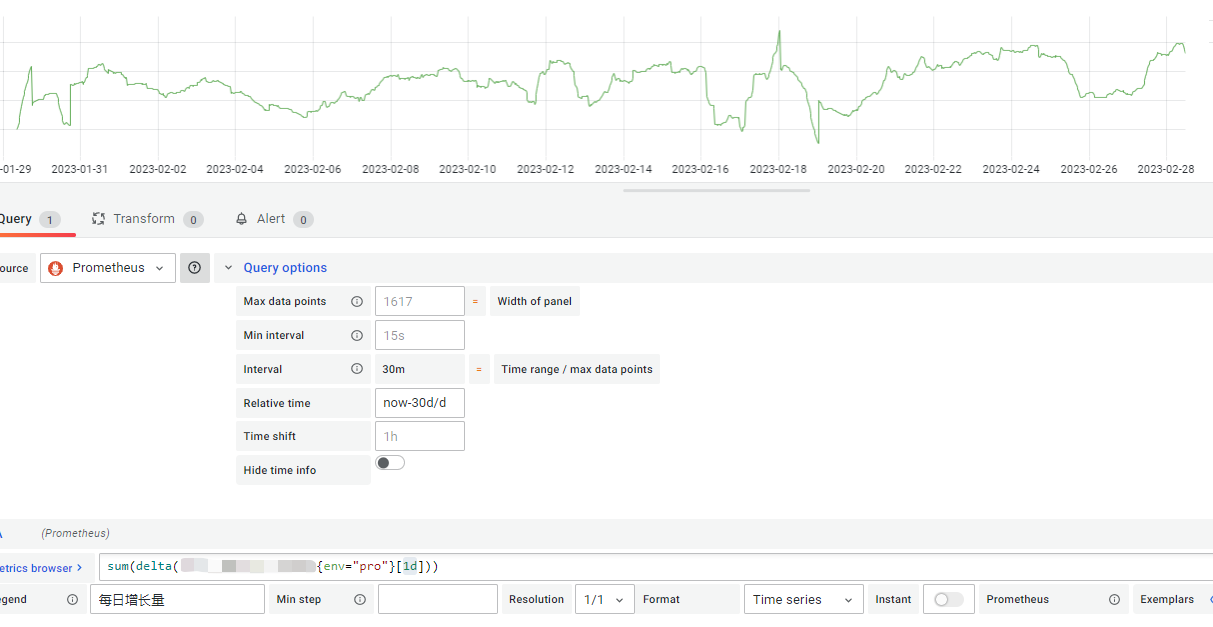 -01-29 2023-01-31 2023-02-02 2023-02-04 2023-02-06 2023-02-08 2023-02-10 2023-02-12 2023-02-14 2023-02-16 2023-02-18 2023-02-20 2023-02-22 2023-02-24 2023-02-26 2023-02-28
Query 1 Transform 0 Alert 0
ource Prometheus Query options
Max data points 1617 = Width of panel
Min interval 15s
Interval 30m = Time range / max data points
Relative time now-30d/d
Time shift 1h
Hide time info
(Prometheus)
etrics browser > sum(delta( {env="pro"}[1d]))
egend 每日增长量 Min step Resolution 1/1 Format Time series Instant Prometheus Exemplars